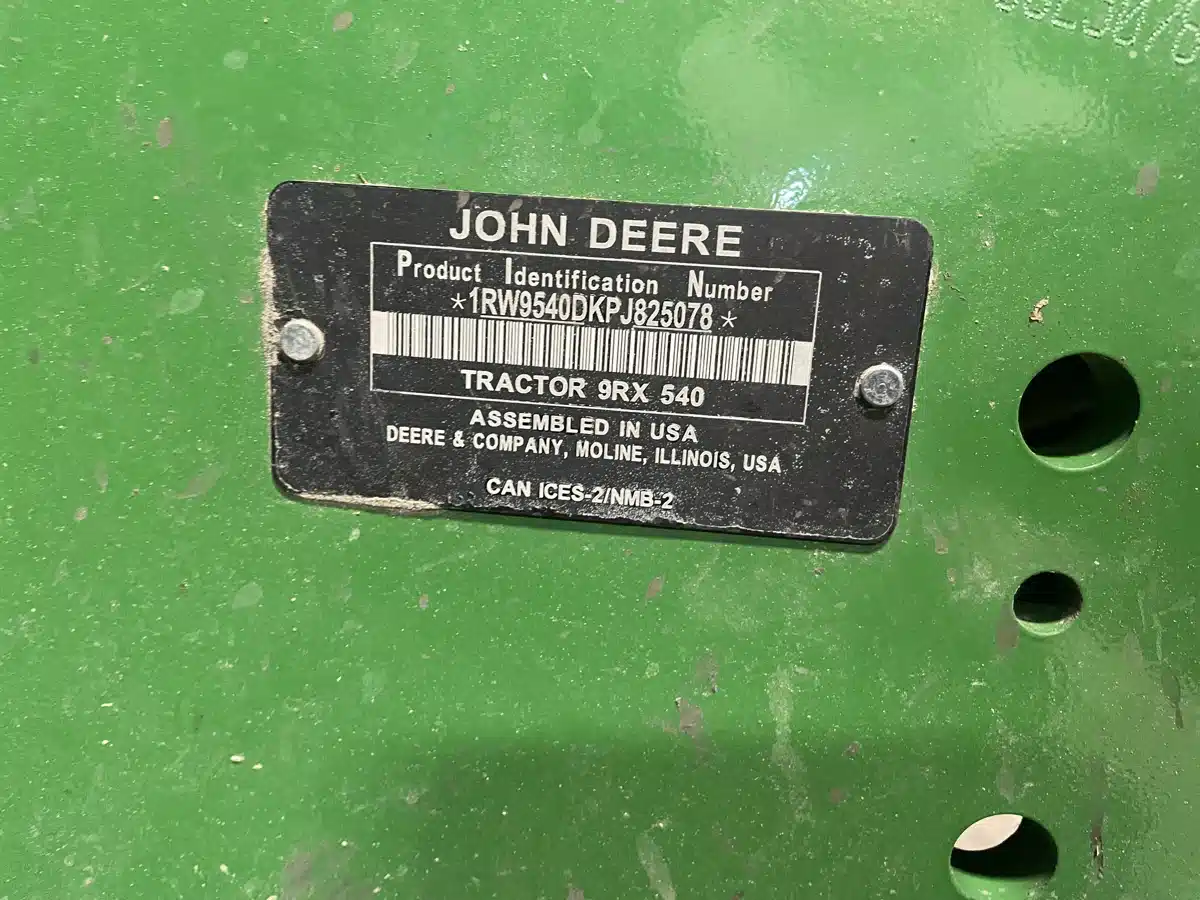 JOHN DEERE
Product Identification Number
*1RW9540DKPJ825078*
TRACTOR 9RX 540
ASSEMBLED IN USA
DEERE & COMPANY, MOLINE, ILLINOIS, USA
CAN ICES-2/NMB-2